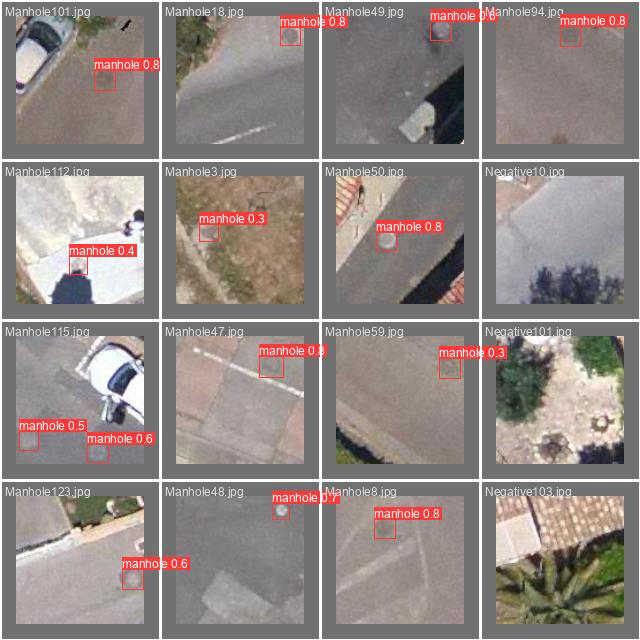 Manhole101.jpg
manhole 0.8
Manhole18.jpg
manhole 0.8
Manhole49.jpg
manhole 0.6
Manhole94.jpg
manhole 0.8
Manhole112.jpg
manhole 0.4
Manhole3.jpg
manhole 0.3
Manhole50.jpg
manhole 0.8
Negative10.jpg
Manhole115.jpg
manhole 0.5
manhole 0.6
Manhole47.jpg
manhole 0.8
Manhole59.jpg
manhole 0.3
Negative101.jpg
Manhole123.jpg
manhole 0.6
Manhole48.jpg
manhole 0.7
Manhole8.jpg
manhole 0.8
Negative103.jpg